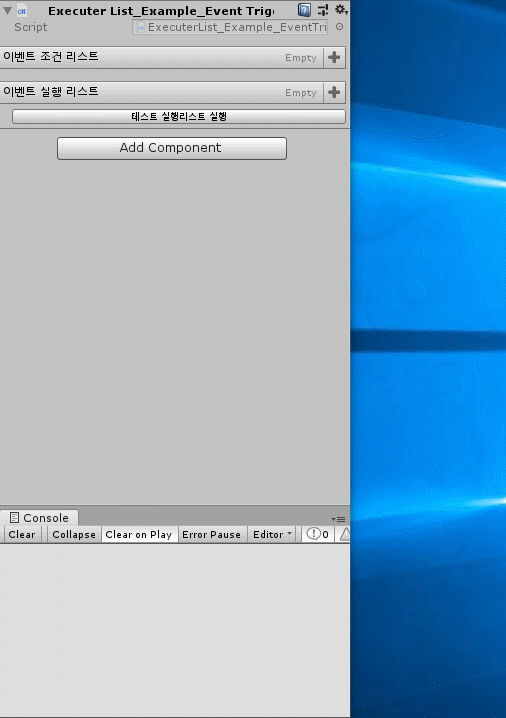 Executer List_Example_Event Trigg
Script ExecuterList_Example_EventTri
이벤트 조건 리스트 Empty
이벤트 실행 리스트 Empty
테스트 실행리스트 실행
Add Component
Console
Clear Collapse Clear on Play Error Pause Editor 0